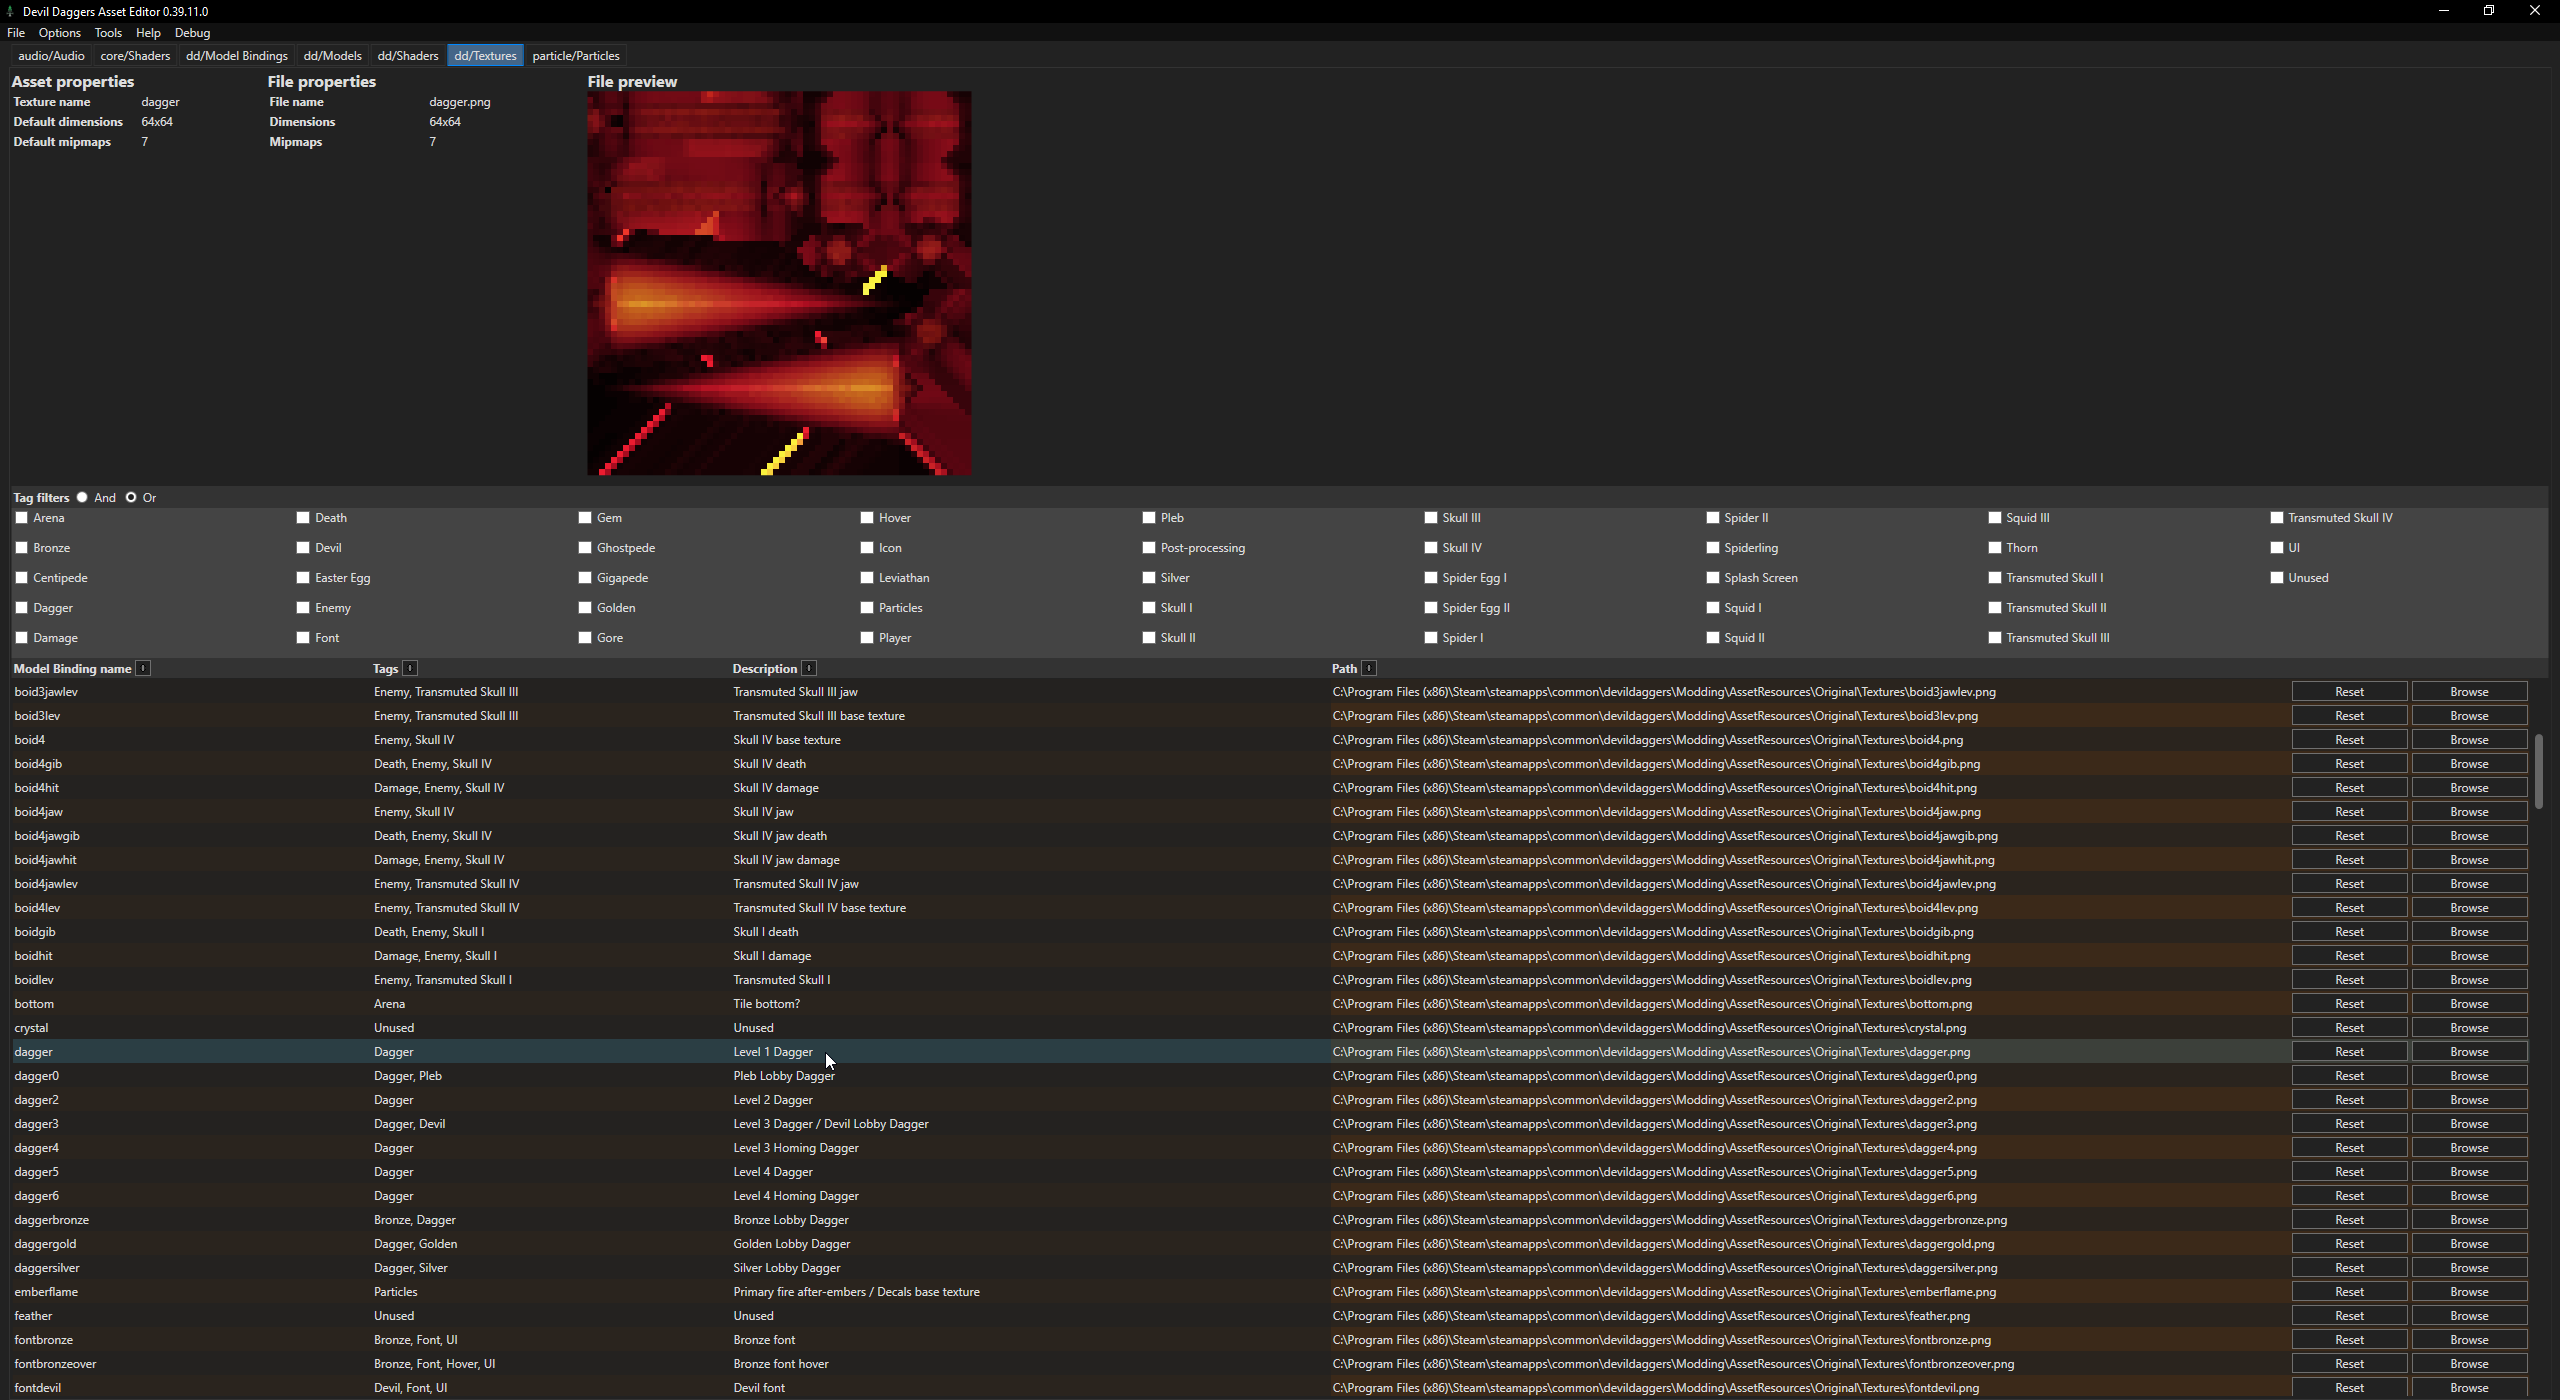 Devil Daggers Asset Editor 0.39.11.0
File Options Tools Help Debug
audio/Audio core/Shaders dd/Model Bindings dd/Models dd/Shaders dd/Textures particle/Particles
Asset properties File properties File preview
Texture name dagger File name dagger.png
Default dimensions 64x64 Dimensions 64x64
Default mipmaps 7 Mipmaps 7
Tag filters And Or
Arena Death Gem Hover Pleb Skull III Spider II Squid III Transmuted Skull IV
Bronze Devil Ghostpede Icon Post-processing Skull IV Spiderling Thorn UI
Centipede Easter Egg Gigapede Leviathan Silver Spider Egg I Splash Screen Transmuted Skull I Unused
Dagger Enemy Golden Particles Skull I Spider Egg II Squid I Transmuted Skull II
Damage Font Gore Player Skull II Spider I Squid II Transmuted Skull III
Model Binding name Tags Description Path
boid3jawlev Enemy, Transmuted Skull III Transmuted Skull III jaw C:\Program Files (x86)\Steam\steamapps\common\devildaggers\Modding\AssetResources\Original\Textures\boid3jawlev.png Reset Browse
boid3lev Enemy, Transmuted Skull III Transmuted Skull III base texture C:\Program Files (x86)\Steam\steamapps\common\devildaggers\Modding\AssetResources\Original\Textures\boid3lev.png Reset Browse
boid4 Enemy, Skull IV Skull IV base texture C:\Program Files (x86)\Steam\steamapps\common\devildaggers\Modding\AssetResources\Original\Textures\boid4.png Reset Browse
boid4gib Death, Enemy, Skull IV Skull IV death C:\Program Files (x86)\Steam\steamapps\common\devildaggers\Modding\AssetResources\Original\Textures\boid4gib.png Reset Browse
boid4hit Damage, Enemy, Skull IV Skull IV damage C:\Program Files (x86)\Steam\steamapps\common\devildaggers\Modding\AssetResources\Original\Textures\boid4hit.png Reset Browse
boid4jaw Enemy, Skull IV Skull IV jaw C:\Program Files (x86)\Steam\steamapps\common\devildaggers\Modding\AssetResources\Original\Textures\boid4jaw.png Reset Browse
boid4jawgib Death, Enemy, Skull IV Skull IV jaw death C:\Program Files (x86)\Steam\steamapps\common\devildaggers\Modding\AssetResources\Original\Textures\boid4jawgib.png Reset Browse
boid4jawhit Damage, Enemy, Skull IV Skull IV jaw damage C:\Program Files (x86)\Steam\steamapps\common\devildaggers\Modding\AssetResources\Original\Textures\boid4jawhit.png Reset Browse
boid4jawlev Enemy, Transmuted Skull IV Transmuted Skull IV jaw C:\Program Files (x86)\Steam\steamapps\common\devildaggers\Modding\AssetResources\Original\Textures\boid4jawlev.png Reset Browse
boid4lev Enemy, Transmuted Skull IV Transmuted Skull IV base texture C:\Program Files (x86)\Steam\steamapps\common\devildaggers\Modding\AssetResources\Original\Textures\boid4lev.png Reset Browse
boidgib Death, Enemy, Skull I Skull I death C:\Program Files (x86)\Steam\steamapps\common\devildaggers\Modding\AssetResources\Original\Textures\boidgib.png Reset Browse
boidhit Damage, Enemy, Skull I Skull I damage C:\Program Files (x86)\Steam\steamapps\common\devildaggers\Modding\AssetResources\Original\Textures\boidhit.png Reset Browse
boidlev Enemy, Transmuted Skull I Transmuted Skull I C:\Program Files (x86)\Steam\steamapps\common\devildaggers\Modding\AssetResources\Original\Textures\boidlev.png Reset Browse
bottom Arena Tile bottom? C:\Program Files (x86)\Steam\steamapps\common\devildaggers\Modding\AssetResources\Original\Textures\bottom.png Reset Browse
crystal Unused Unused C:\Program Files (x86)\Steam\steamapps\common\devildaggers\Modding\AssetResources\Original\Textures\crystal.png Reset Browse
dagger Dagger Level 1 Dagger C:\Program Files (x86)\Steam\steamapps\common\devildaggers\Modding\AssetResources\Original\Textures\dagger.png Reset Browse
dagger0 Dagger, Pleb Pleb Lobby Dagger C:\Program Files (x86)\Steam\steamapps\common\devildaggers\Modding\AssetResources\Original\Textures\dagger0.png Reset Browse
dagger2 Dagger Level 2 Dagger C:\Program Files (x86)\Steam\steamapps\common\devildaggers\Modding\AssetResources\Original\Textures\dagger2.png Reset Browse
dagger3 Dagger, Devil Level 3 Dagger / Devil Lobby Dagger C:\Program Files (x86)\Steam\steamapps\common\devildaggers\Modding\AssetResources\Original\Textures\dagger3.png Reset Browse
dagger4 Dagger Level 3 Homing Dagger C:\Program Files (x86)\Steam\steamapps\common\devildaggers\Modding\AssetResources\Original\Textures\dagger4.png Reset Browse
dagger5 Dagger Level 4 Dagger C:\Program Files (x86)\Steam\steamapps\common\devildaggers\Modding\AssetResources\Original\Textures\dagger5.png Reset Browse
dagger6 Dagger Level 4 Homing Dagger C:\Program Files (x86)\Steam\steamapps\common\devildaggers\Modding\AssetResources\Original\Textures\dagger6.png Reset Browse
daggerbronze Bronze, Dagger Bronze Lobby Dagger C:\Program Files (x86)\Steam\steamapps\common\devildaggers\Modding\AssetResources\Original\Textures\daggerbronze.png Reset Browse
daggergold Dagger, Golden Golden Lobby Dagger C:\Program Files (x86)\Steam\steamapps\common\devildaggers\Modding\AssetResources\Original\Textures\daggergold.png Reset Browse
daggersilver Dagger, Silver Silver Lobby Dagger C:\Program Files (x86)\Steam\steamapps\common\devildaggers\Modding\AssetResources\Original\Textures\daggersilver.png Reset Browse
emberflame Particles Primary fire after-embers / Decals base texture C:\Program Files (x86)\Steam\steamapps\common\devildaggers\Modding\AssetResources\Original\Textures\emberflame.png Reset Browse
feather Unused Unused C:\Program Files (x86)\Steam\steamapps\common\devildaggers\Modding\AssetResources\Original\Textures\feather.png Reset Browse
fontbronze Bronze, Font, UI Bronze font C:\Program Files (x86)\Steam\steamapps\common\devildaggers\Modding\AssetResources\Original\Textures\fontbronze.png Reset Browse
fontbronzeover Bronze, Font, Hover, UI Bronze font hover C:\Program Files (x86)\Steam\steamapps\common\devildaggers\Modding\AssetResources\Original\Textures\fontbronzeover.png Reset Browse
fontdevil Devil, Font, UI Devil font C:\Program Files (x86)\Steam\steamapps\common\devildaggers\Modding\AssetResources\Original\Textures\fontdevil.png Reset Browse